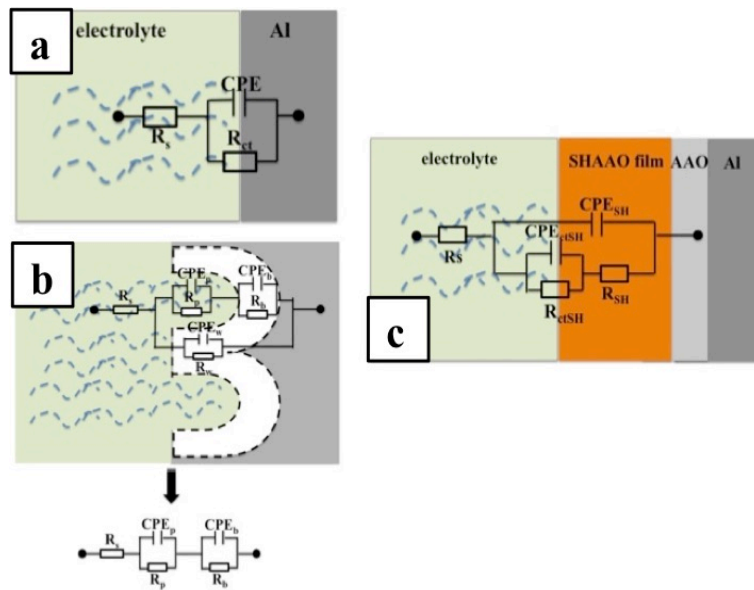 a
electrolyte
Al
CPE
Rs
Rct
b
CPEp
CPEb
Rs
Rp
Rb
CPEw
Rw
CPEp
CPEb
Rs
Rp
Rb
c
electrolyte
SHAAO film
AAO
Al
CPESH
CPEctSH
Rs
RSH
RctSH